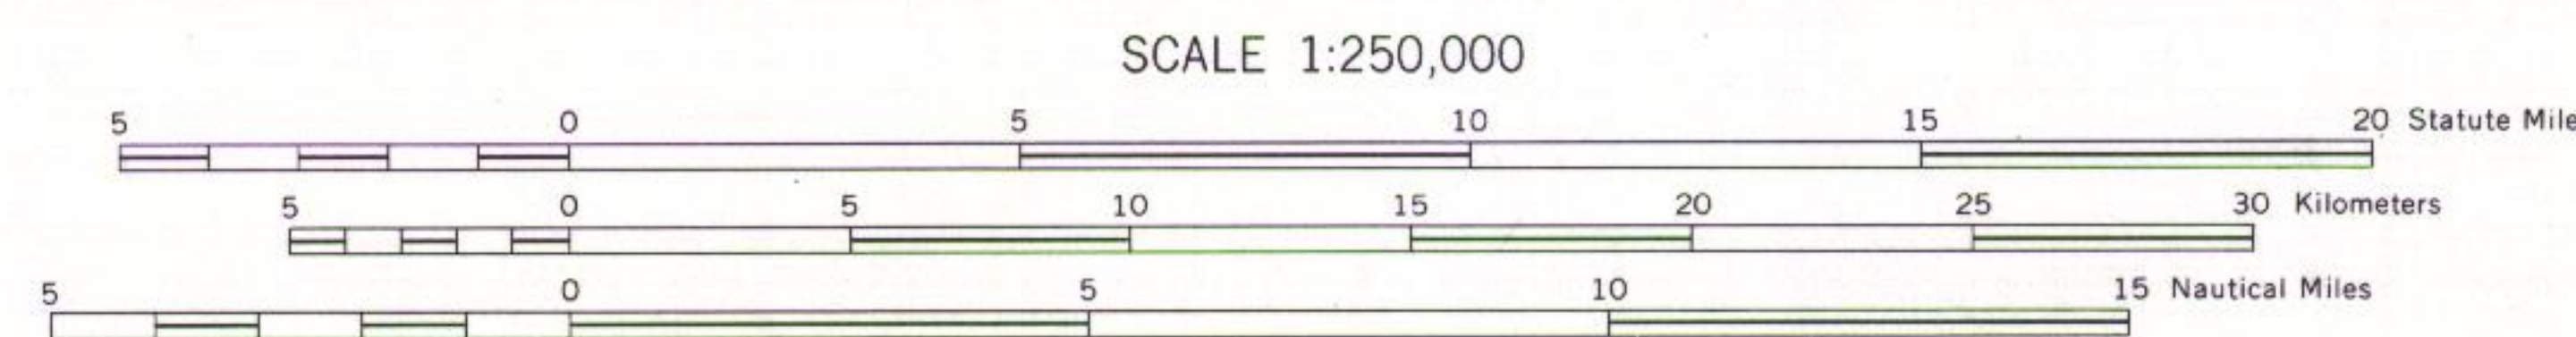 SCALE 1:250,000
5 0 5 10 15 20 Statute Mile
5 0 5 10 15 20 25 30 Kilometers
5 0 5 10 15 Nautical Miles